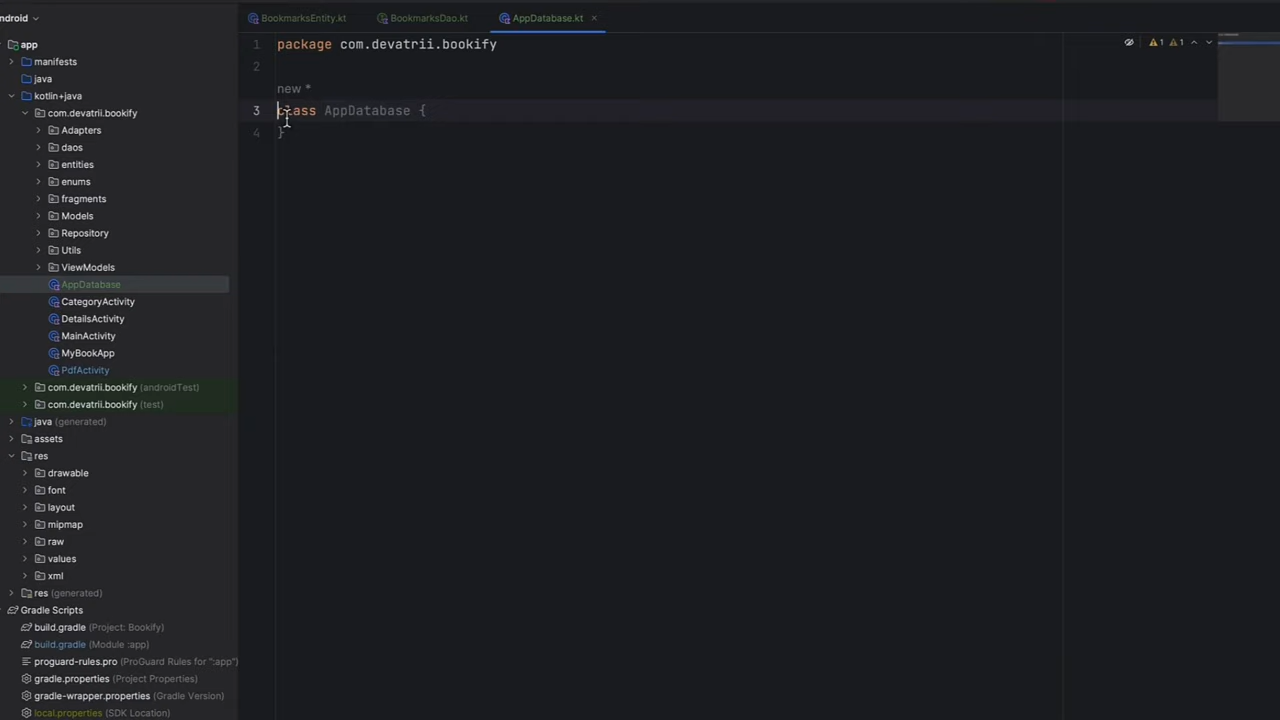 ndroid
BookmarksEntity.kt
BookmarksDao.kt
AppDatabase.kt
app
manifests
java
kotlin+java
com.devatrii.bookify
Adapters
daos
entities
enums
fragments
Models
Repository
Utils
ViewModels
AppDatabase
CategoryActivity
DetailsActivity
MainActivity
MyBookApp
PdfActivity
com.devatrii.bookify (androidTest)
com.devatrii.bookify (test)
java (generated)
assets
res
drawable
font
layout
mipmap
raw
values
xml
res (generated)
Gradle Scripts
build.gradle (Project: Bookify)
build.gradle (Module :app)
proguard-rules.pro (ProGuard Rules for ":app")
gradle.properties (Project Properties)
gradle-wrapper.properties (Gradle Version)
local.properties (SDK Location)
1 package com.devatrii.bookify
2
new *
3 class AppDatabase {
4 }
1 1